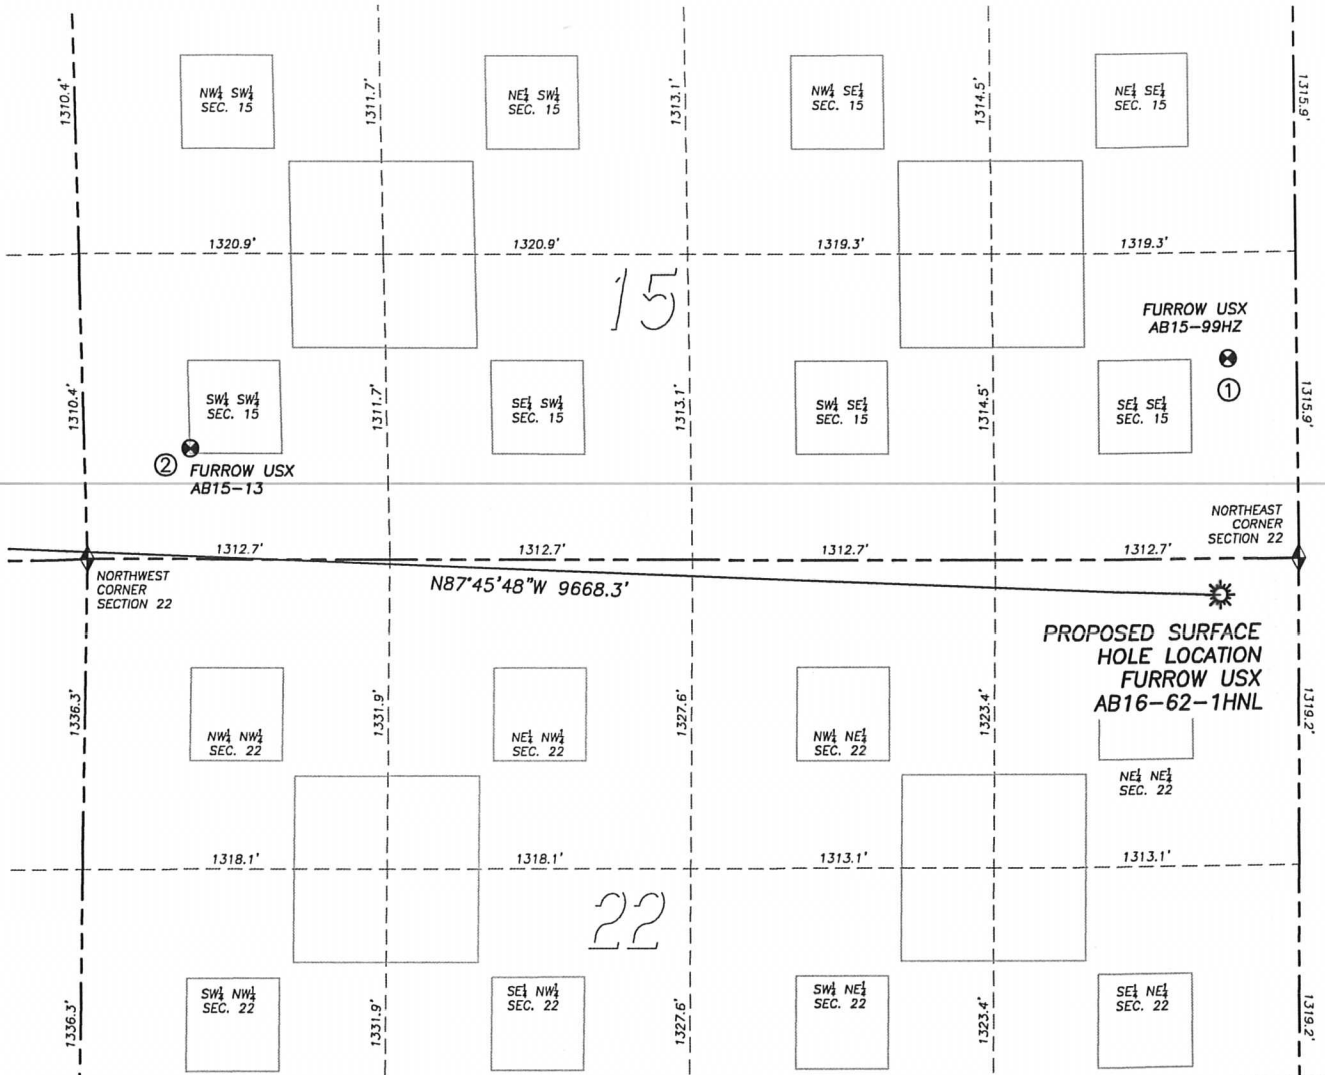 1310.4'
1311.7'
1313.1'
1314.5'
1315.9'
NW¼ SW¼
SEC. 15
NE¼ SW¼
SEC. 15
NW¼ SE¼
SEC. 15
NE¼ SE¼
SEC. 15
1320.9'
1320.9'
1319.3'
1319.3'
15
FURROW USX
AB15-99HZ
①
1310.4'
1311.7'
1313.1'
1314.5'
1315.9'
SW¼ SW¼
SEC. 15
SE¼ SW¼
SEC. 15
SW¼ SE¼
SEC. 15
SE¼ SE¼
SEC. 15
② FURROW USX
AB15-13
NORTHEAST
CORNER
SECTION 22
1312.7'
1312.7'
1312.7'
1312.7'
NORTHWEST
CORNER
SECTION 22
N87°45'48"W 9668.3'
PROPOSED SURFACE
HOLE LOCATION
FURROW USX
AB16-62-1HNL
1336.3'
1331.9'
1327.6'
1323.4'
1319.2'
NW¼ NW¼
SEC. 22
NE¼ NW¼
SEC. 22
NW¼ NE¼
SEC. 22
NE¼ NE¼
SEC. 22
1318.1'
1318.1'
1313.1'
1313.1'
22
SW¼ NW¼
SEC. 22
SE¼ NW¼
SEC. 22
SW¼ NE¼
SEC. 22
SE¼ NE¼
SEC. 22
1336.3'
1331.9'
1327.6'
1323.4'
1319.2'